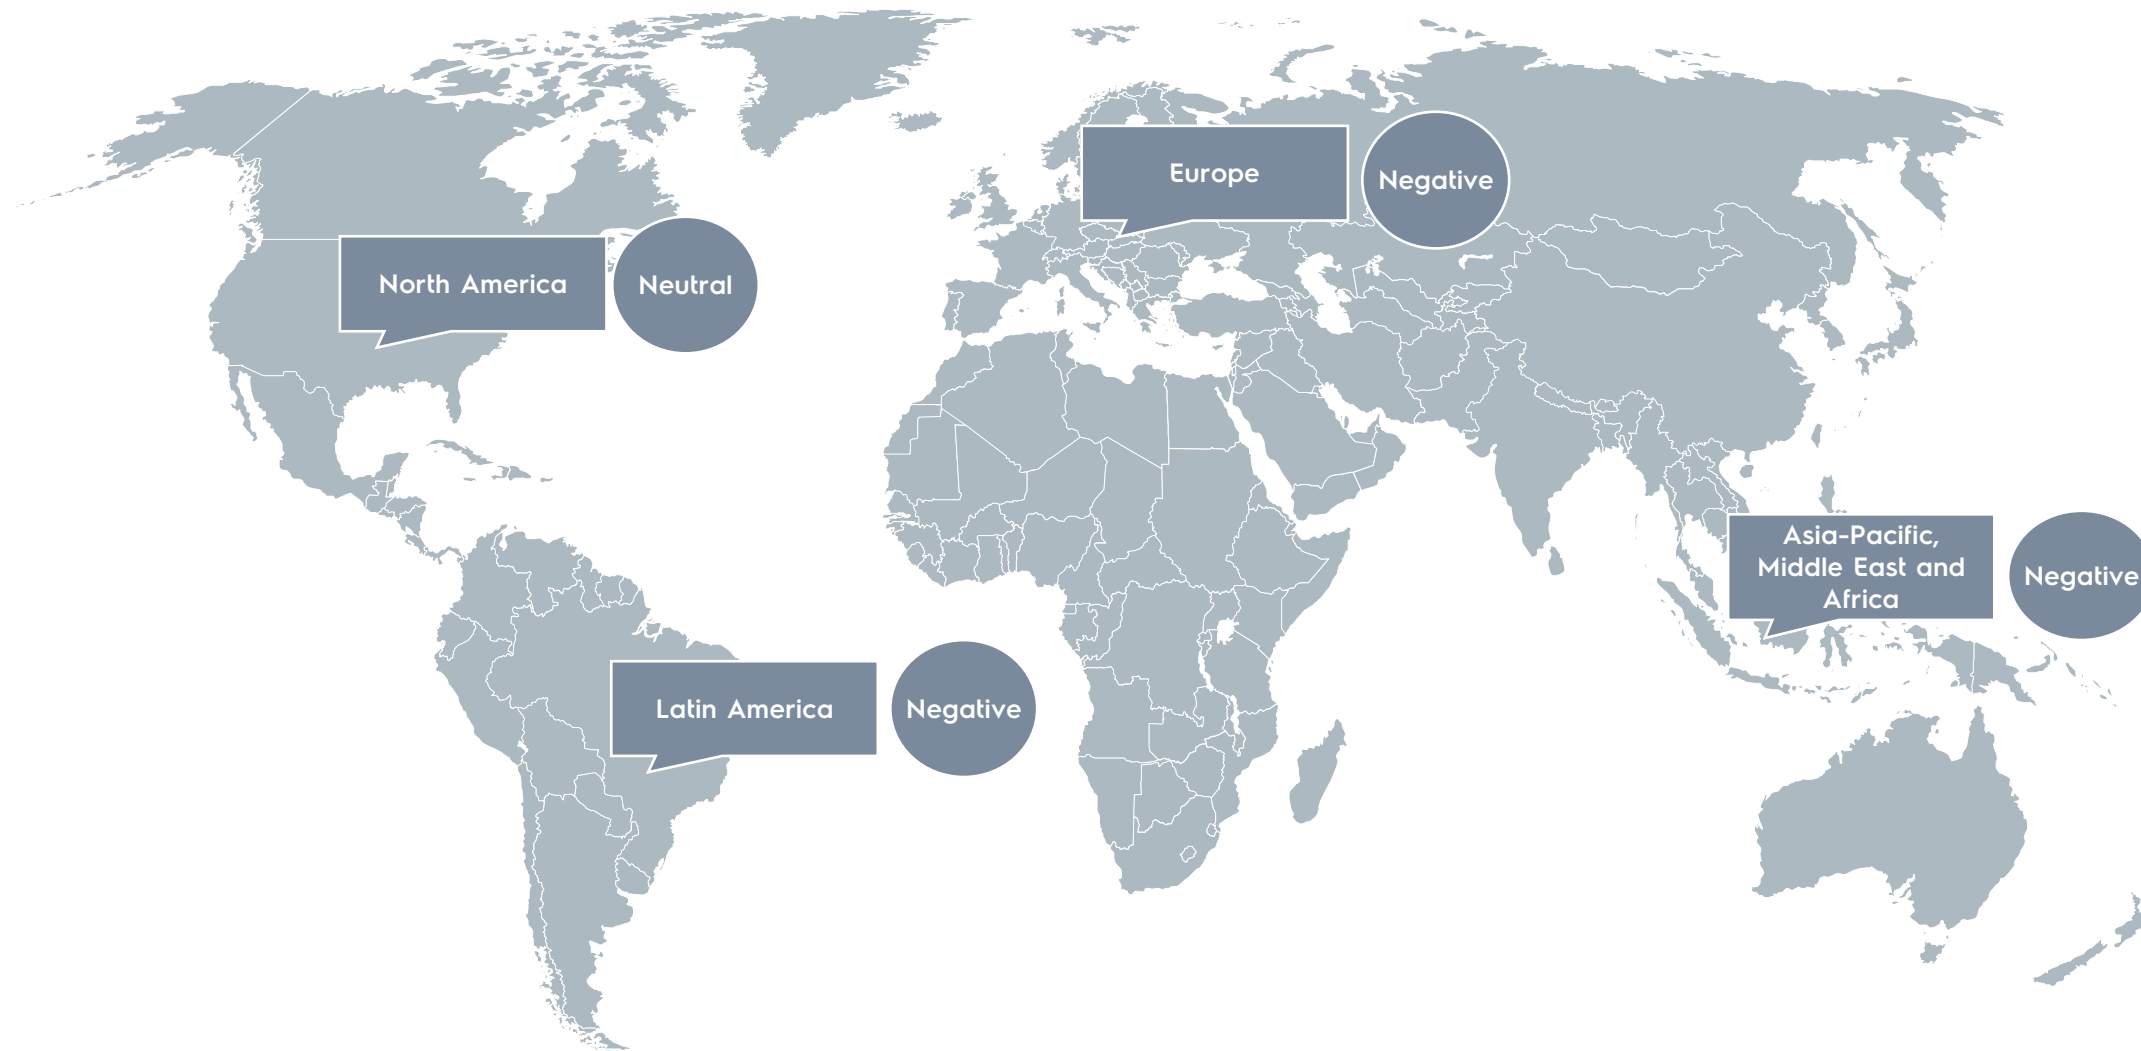 Europe
Negative
North America
Neutral
Asia-Pacific,
Middle East and
Africa
Negative
Latin America
Negative